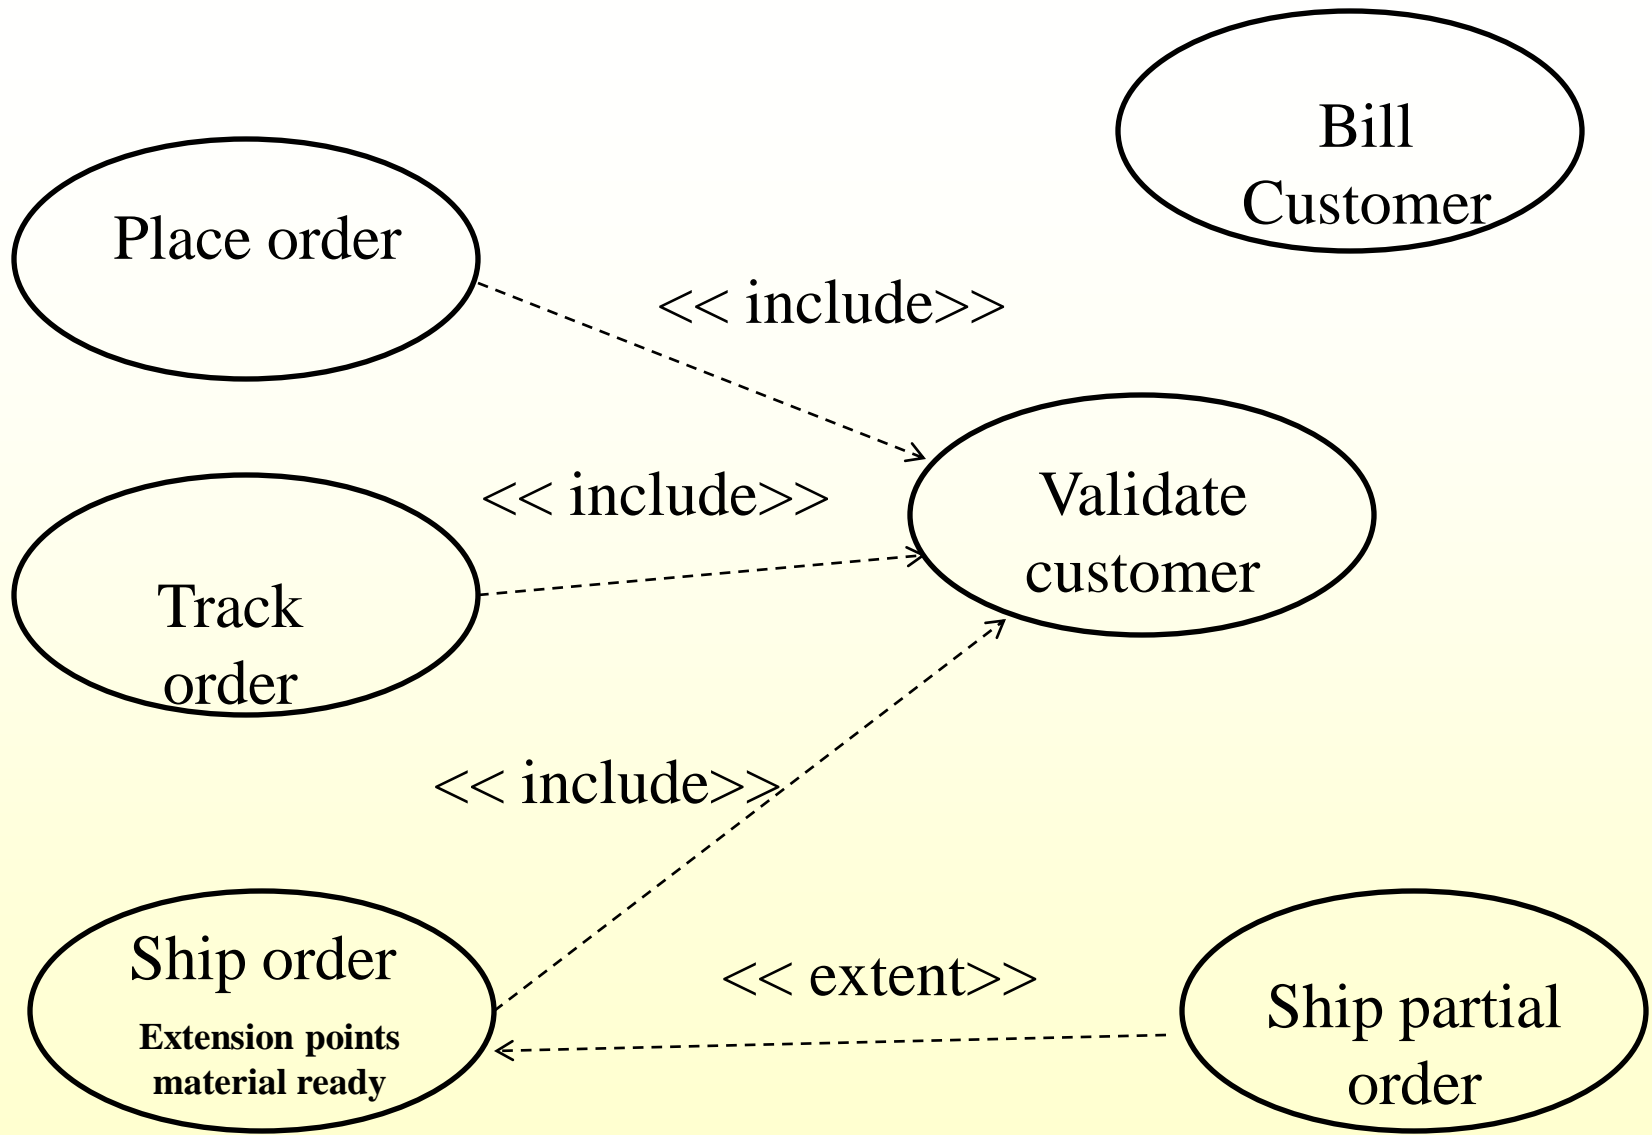 Bill
Customer
Place order
<< include>>
<< include>>
Validate
customer
Track
order
<< include>>
Ship order
Extension points
material ready
<< extent>>
Ship partial
order